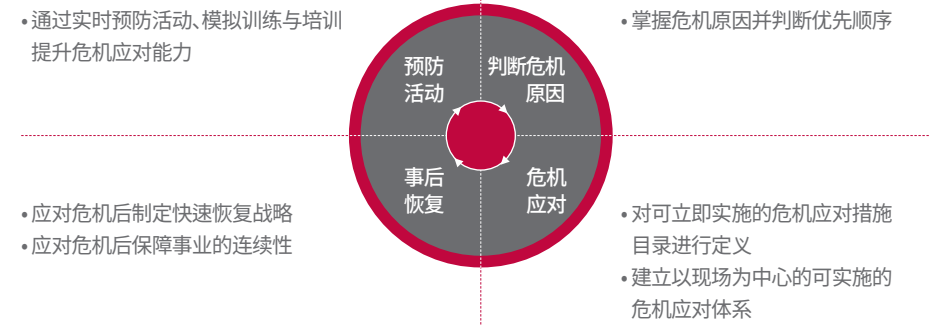 •通过实时预防活动、模拟训练与培训
提升危机应对能力
•掌握危机原因并判断优先顺序
预防
活动
判断危机
原因
事后
恢复
危机
应对
•应对危机后制定快速恢复战略
•应对危机后保障事业的连续性
•对可立即实施的危机应对措施
目录进行定义
•建立以现场为中心的可实施的
危机应对体系